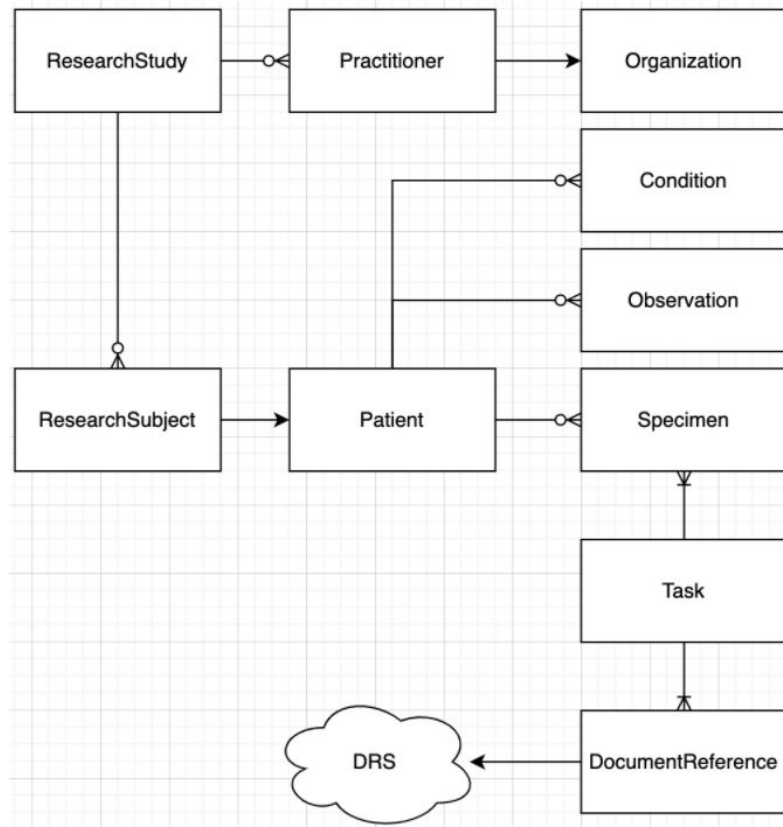 ResearchStudy
Practitioner
Organization
Condition
Observation
ResearchSubject
Patient
Specimen
Task
DRS
DocumentReference